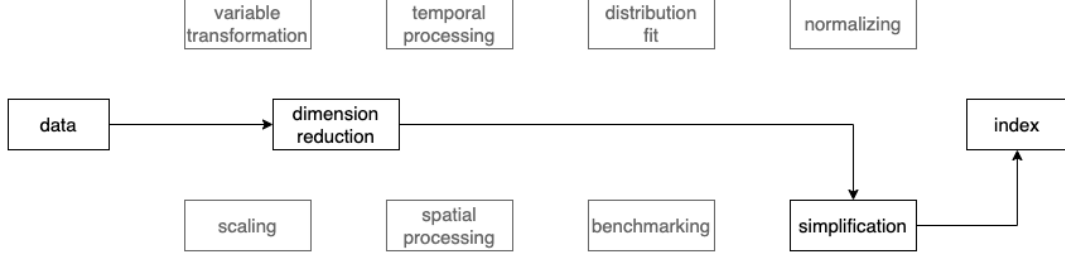 variable
transformation
temporal
processing
distribution
fit
normalizing
data
dimension
reduction
index
scaling
spatial
processing
benchmarking
simplification